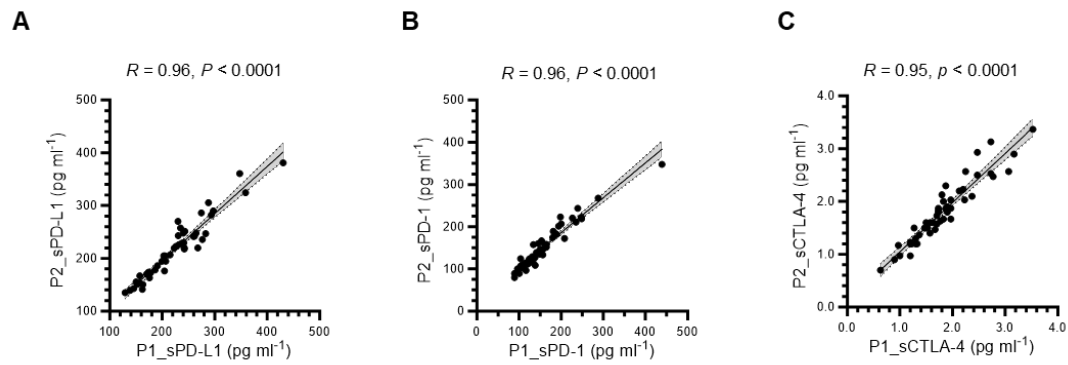 A
R = 0.96, P < 0.0001
P2_sPD-L1 (pg ml⁻¹)
500
400
300
200
100
100 200 300 400 500
P1_sPD-L1 (pg ml⁻¹)
B
R = 0.96, P < 0.0001
P2_sPD-1 (pg ml⁻¹)
500
400
300
200
100
0
0 100 200 300 400 500
P1_sPD-1 (pg ml⁻¹)
C
R = 0.95, p < 0.0001
P2_sCTLA-4 (pg ml⁻¹)
4.0
3.0
2.0
1.0
0.0
0.0 1.0 2.0 3.0 4.0
P1_sCTLA-4 (pg ml⁻¹)